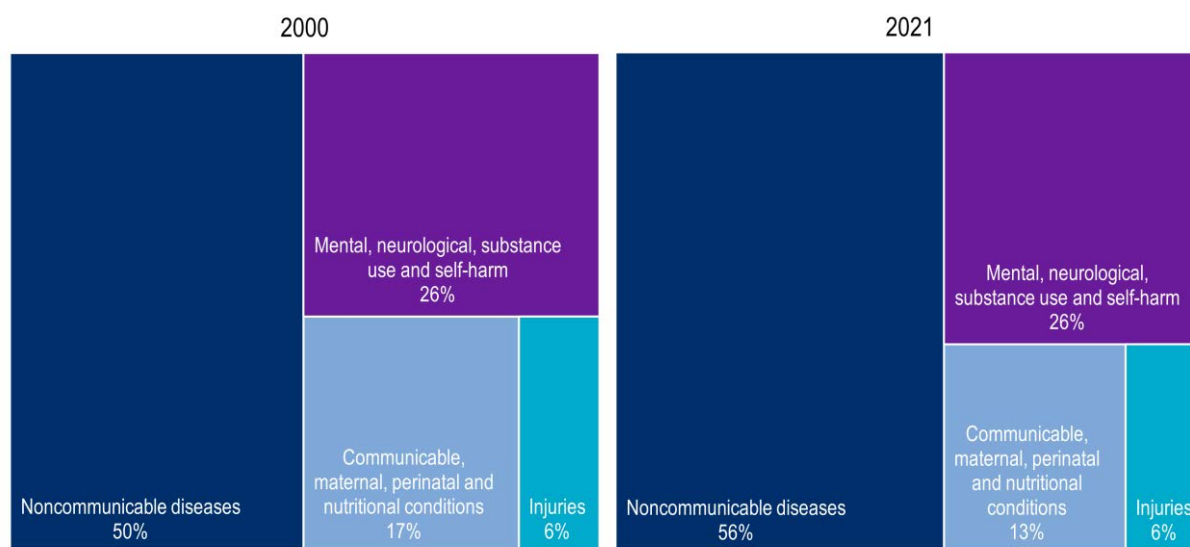 2000
Mental, neurological, substance
use and self-harm
26%
Communicable,
maternal, perinatal and
nutritional conditions
17%
Noncommunicable diseases
50%
Injuries
6%
2021
Mental, neurological,
substance use and self-harm
26%
Communicable,
maternal, perinatal
and nutritional
conditions
13%
Noncommunicable diseases
56%
Injuries
6%